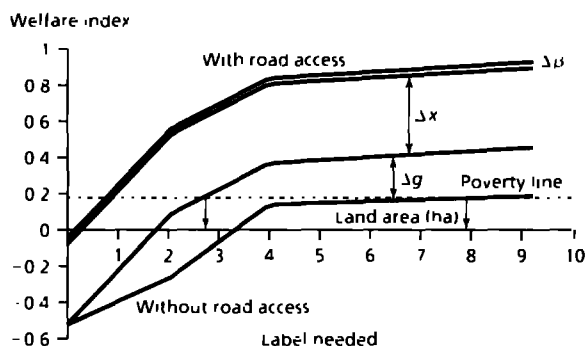 Welfare index
1
0 8
0 6
0 4
0 2
0
-0 2
-0 4
-0 6
With road access
Δβ
Δx
Δg
Poverty line
Land area (ha)
1 2 3 4 5 6 7 8 9 10
Without road access
Label needed